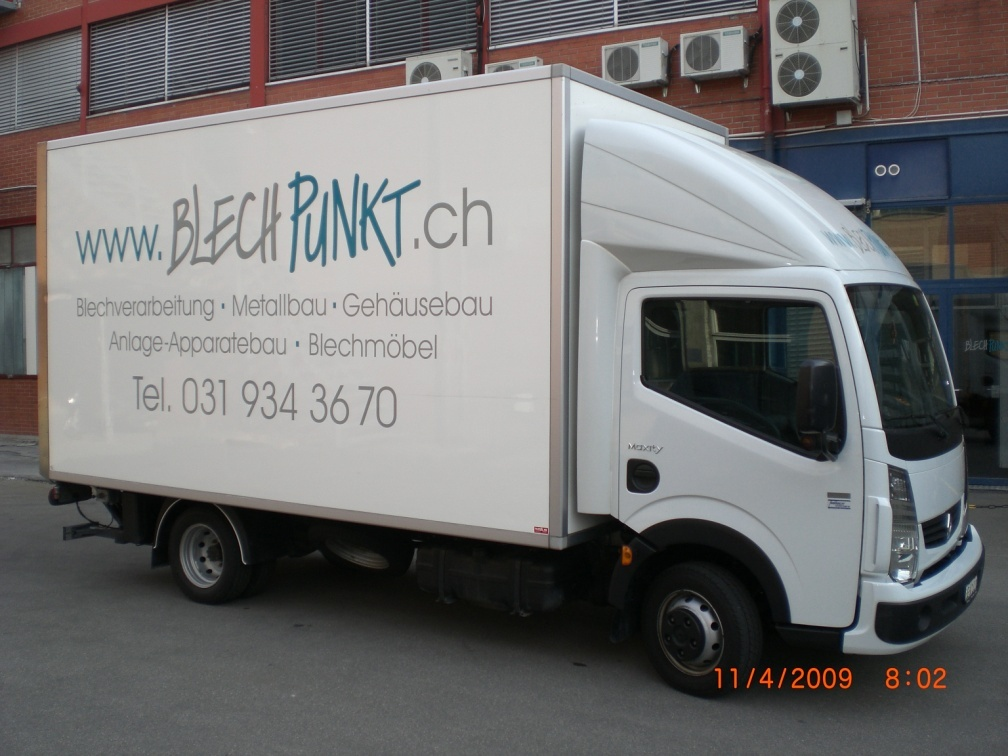 www.BLECHPUNKT.ch
Blechverarbeitung · Metallbau · Gehäusebau
Anlage-Apparatebau · Blechmöbel
Tel. 031 934 36 70
Maxity
11/4/2009 8:02